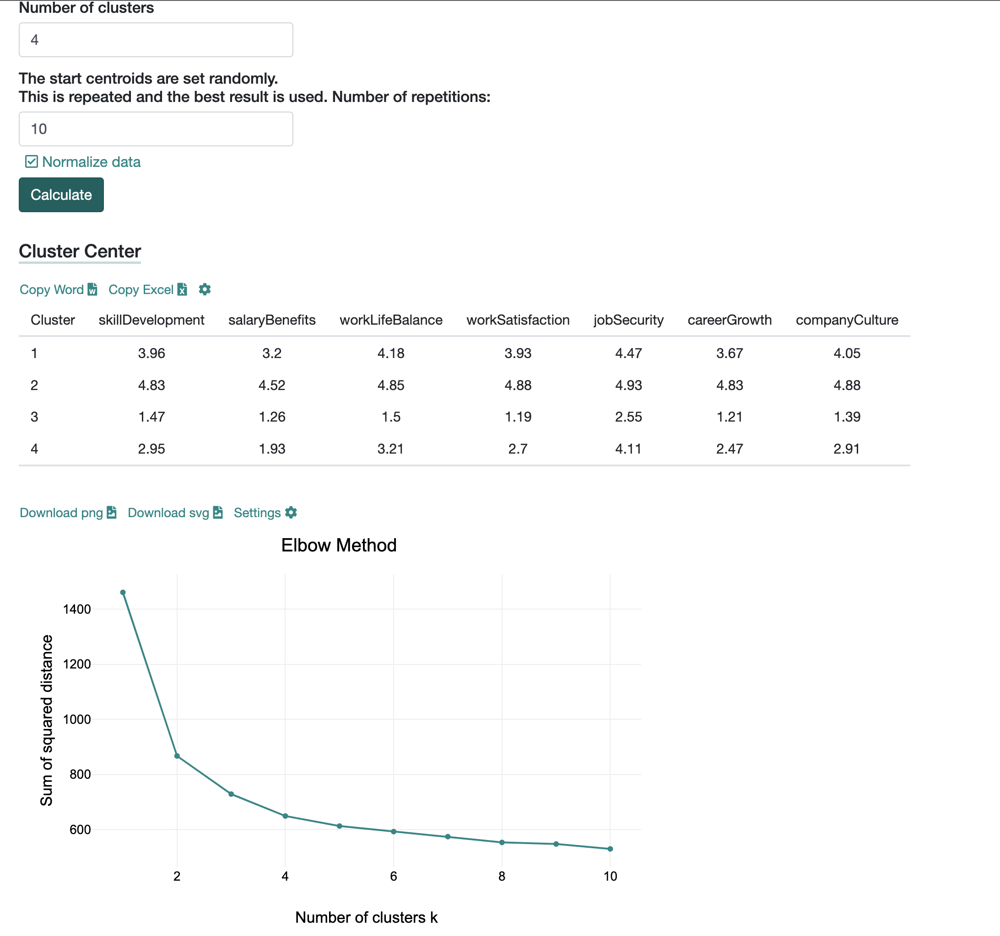 Number of clusters
4
The start centroids are set randomly.
This is repeated and the best result is used. Number of repetitions:
10
Normalize data
Calculate
Cluster Center
Copy Word Copy Excel
Cluster skillDevelopment salaryBenefits workLifeBalance workSatisfaction jobSecurity careerGrowth companyCulture
1 3.96 3.2 4.18 3.93 4.47 3.67 4.05
2 4.83 4.52 4.85 4.88 4.93 4.83 4.88
3 1.47 1.26 1.5 1.19 2.55 1.21 1.39
4 2.95 1.93 3.21 2.7 4.11 2.47 2.91
Download png Download svg Settings
Elbow Method
Sum of squared distance
1400
1200
1000
800
600
2 4 6 8 10
Number of clusters k